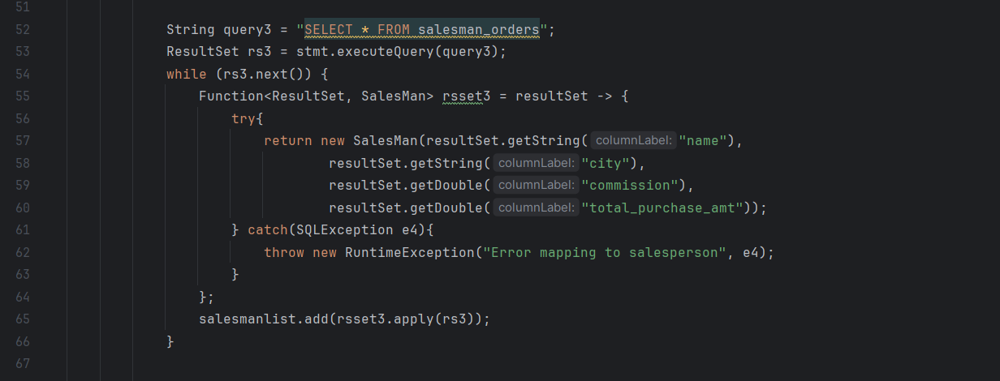 51
52 String query3 = "SELECT * FROM salesman_orders";
53 ResultSet rs3 = stmt.executeQuery(query3);
54 while (rs3.next()) {
55 Function<ResultSet, SalesMan> rsset3 = resultSet -> {
56 try{
57 return new SalesMan(resultSet.getString( columnLabel: "name"),
58 resultSet.getString( columnLabel: "city"),
59 resultSet.getDouble( columnLabel: "commission"),
60 resultSet.getDouble( columnLabel: "total_purchase_amt"));
61 } catch(SQLException e4){
62 throw new RuntimeException("Error mapping to salesperson", e4);
63 }
64 };
65 salesmanlist.add(rsset3.apply(rs3));
66 }
67